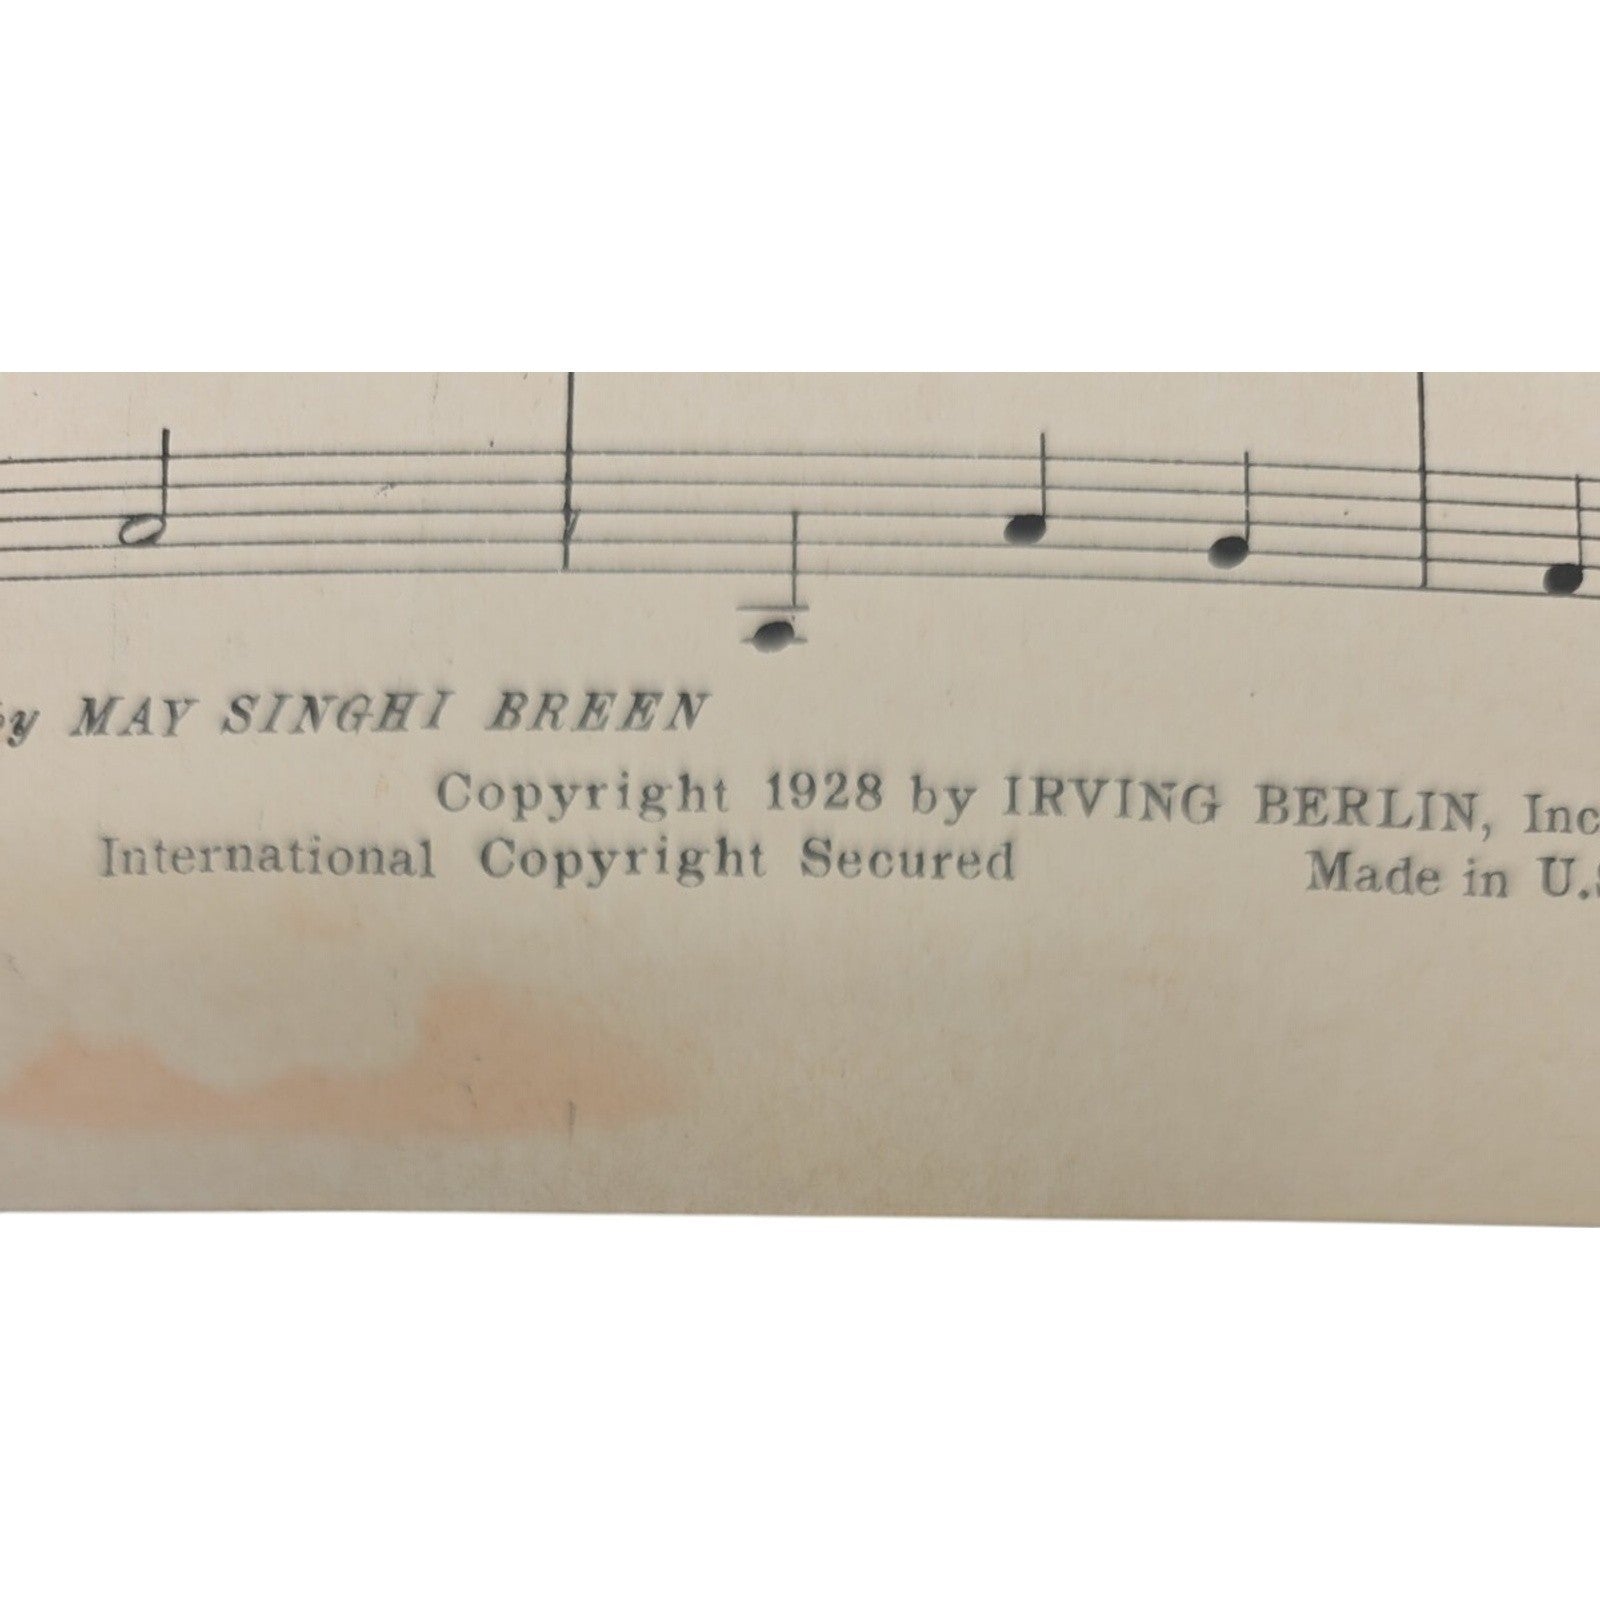 by MAY SINGHI BREEN
Copyright 1928 by IRVING BERLIN, Inc
International Copyright Secured Made in U.S